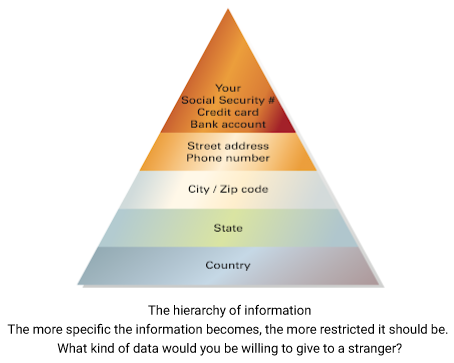 Your
Social Security #
Credit card
Bank account
Street address
Phone number
City / Zip code
State
Country
The hierarchy of information
The more specific the information becomes, the more restricted it should be.
What kind of data would you be willing to give to a stranger?